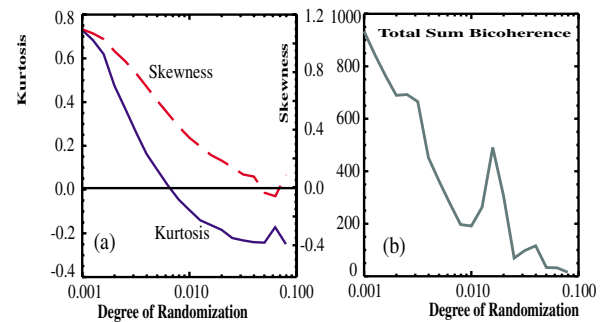 0.8
0.6
0.4
0.2
0.0
-0.2
-0.4
Kurtosis
Skewness
Kurtosis
(a)
0.001
0.010
0.100
Degree of Randomization
1.2
0.8
0.4
0.0
-0.4
Skewness
1000
800
600
400
200
0
Total Sum Bicoherence
(b)
0.001
0.010
0.100
Degree of Randomization